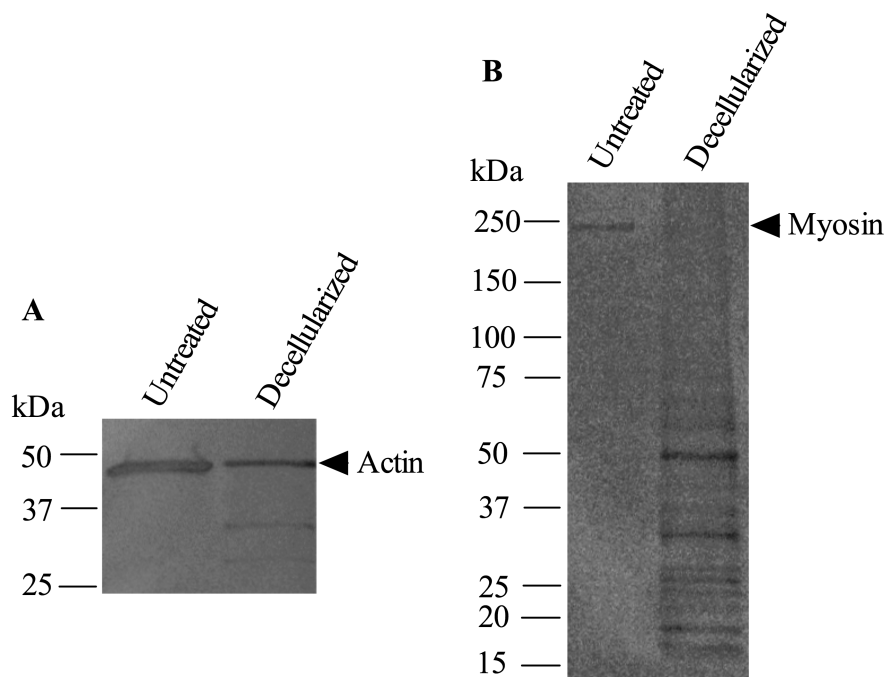 A
Untreated
Decellularized
kDa
50
37
25
Actin
B
Untreated
Decellularized
kDa
250
150
100
75
50
37
25
20
15
Myosin